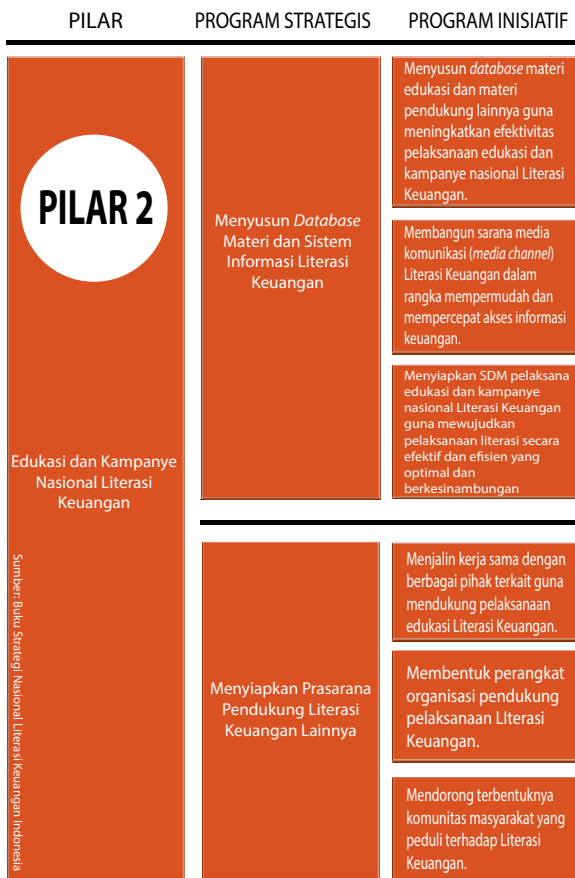 PILAR
PROGRAM STRATEGIS
PROGRAM INISIATIF
PILAR 2
Edukasi dan Kampanye
Nasional Literasi
Keuangan
Sumber: Buku Strategi Nasional Literasi Keuangan Indonesia
Menyusun Database
Materi dan Sistem
Informasi Literasi
Keuangan
Menyusun database materi
edukasi dan materi
pendukung lainnya guna
meningkatkan efektivitas
pelaksanaan edukasi dan
kampanye nasional Literasi
Keuangan.
Membangun sarana media
komunikasi (media channel)
Literasi Keuangan dalam
rangka mempermudah dan
mempercepat akses informasi
keuangan.
Menyiapkan SDM pelaksana
edukasi dan kampanye
nasional Literasi Keuangan
guna mewujudkan
pelaksanaan literasi secara
efektif dan efisien yang
optimal dan
berkesinambungan
Menyiapkan Prasarana
Pendukung Literasi
Keuangan Lainnya
Menjalin kerja sama dengan
berbagai pihak terkait guna
mendukung pelaksanaan
edukasi Literasi Keuangan.
Membentuk perangkat
organisasi pendukung
pelaksanaan LIterasi
Keuangan.
Mendorong terbentuknya
komunitas masyarakat yang
peduli terhadap Literasi
Keuangan.